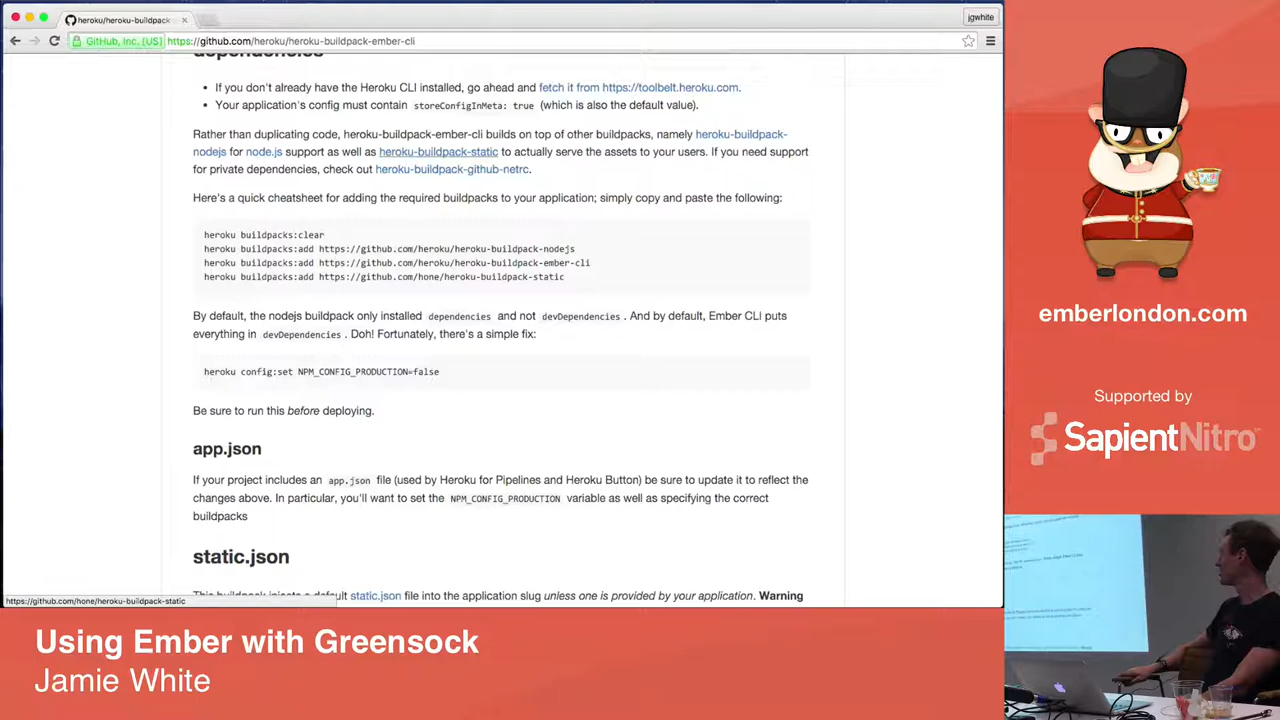 heroku/heroku-buildpack
jgwhite
GitHub, Inc. [US] https://github.com/heroku/heroku-buildpack-ember-cli
dependencies
• If you don't already have the Heroku CLI installed, go ahead and fetch it from https://toolbelt.heroku.com.
• Your application's config must contain storeConfigInMeta: true (which is also the default value).
Rather than duplicating code, heroku-buildpack-ember-cli builds on top of other buildpacks, namely heroku-buildpack-
nodejs for node.js support as well as heroku-buildpack-static to actually serve the assets to your users. If you need support
for private dependencies, check out heroku-buildpack-github-netrc.
Here's a quick cheatsheet for adding the required buildpacks to your application; simply copy and paste the following:
heroku buildpacks:clear
heroku buildpacks:add https://github.com/heroku/heroku-buildpack-nodejs
heroku buildpacks:add https://github.com/heroku/heroku-buildpack-ember-cli
heroku buildpacks:add https://github.com/hone/heroku-buildpack-static
By default, the nodejs buildpack only installed dependencies and not devDependencies. And by default, Ember CLI puts
everything in devDependencies. Doh! Fortunately, there's a simple fix:
heroku config:set NPM_CONFIG_PRODUCTION=false
Be sure to run this before deploying.
app.json
If your project includes an app.json file (used by Heroku for Pipelines and Heroku Button) be sure to update it to reflect the
changes above. In particular, you'll want to set the NPM_CONFIG_PRODUCTION variable as well as specifying the correct
buildpacks
static.json
This buildpack injects a default static.json file into the application slug unless one is provided by your application. Warning
https://github.com/hone/heroku-buildpack-static
emberlondon.com
Supported by
SapientNitro
Using Ember with Greensock
Jamie White